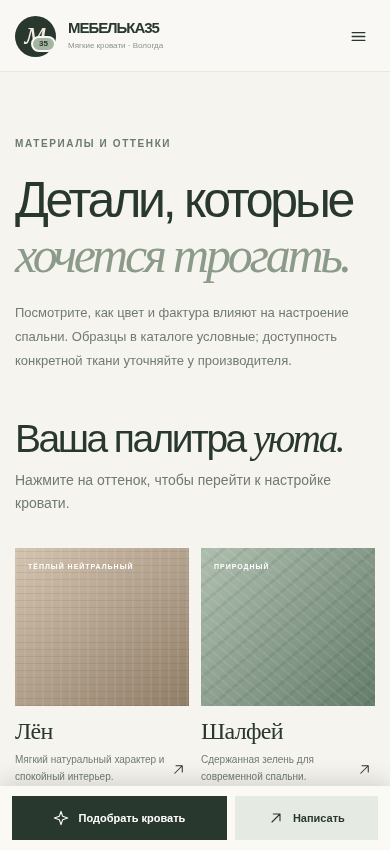 М
35
МЕБЕЛЬКА35
Мягкие кровати · Вологда
МАТЕРИАЛЫ И ОТТЕНКИ
Детали, которые
хочется трогать.
Посмотрите, как цвет и фактура влияют на настроение
спальни. Образцы в каталоге условные; доступность
конкретной ткани уточняйте у производителя.
Ваша палитра уюта.
Нажмите на оттенок, чтобы перейти к настройке
кровати.
ТЁПЛЫЙ НЕЙТРАЛЬНЫЙ
ПРИРОДНЫЙ
Лён
Шалфей
Мягкий натуральный характер и
спокойный интерьер.
Сдержанная зелень для
современной спальни.
Подобрать кровать
Написать